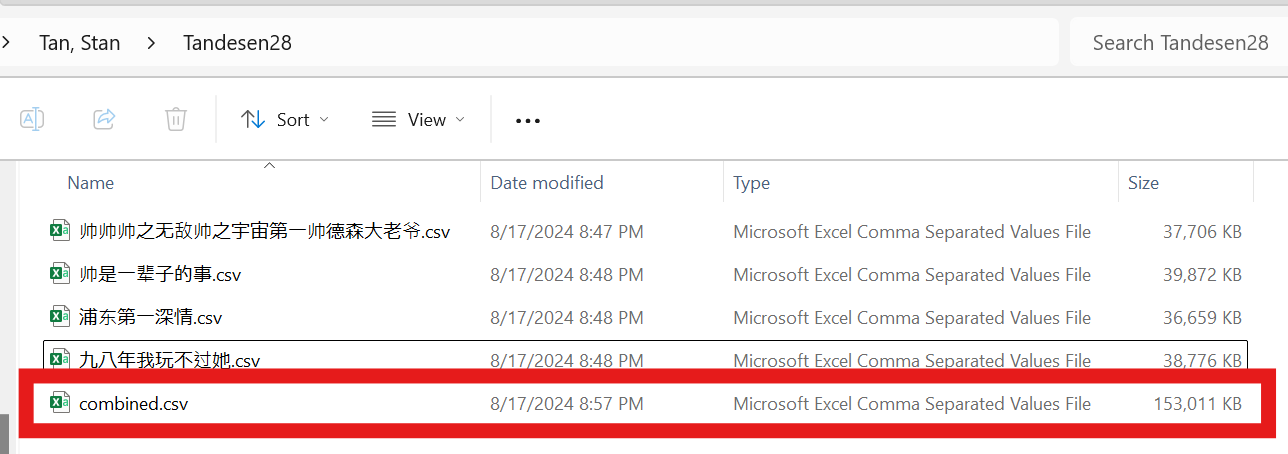 Tan, Stan > Tandesen28
Search Tandesen28
Sort View
Name Date modified Type Size
帅帅帅之无敌帅之宇宙第一帅德森大老爷.csv 8/17/2024 8:47 PM Microsoft Excel Comma Separated Values File 37,706 KB
帅是一辈子的事.csv 8/17/2024 8:48 PM Microsoft Excel Comma Separated Values File 39,872 KB
浦东第一深情.csv 8/17/2024 8:48 PM Microsoft Excel Comma Separated Values File 36,659 KB
九八年我玩不过她.csv 8/17/2024 8:48 PM Microsoft Excel Comma Separated Values File 38,776 KB
combined.csv 8/17/2024 8:57 PM Microsoft Excel Comma Separated Values File 153,011 KB